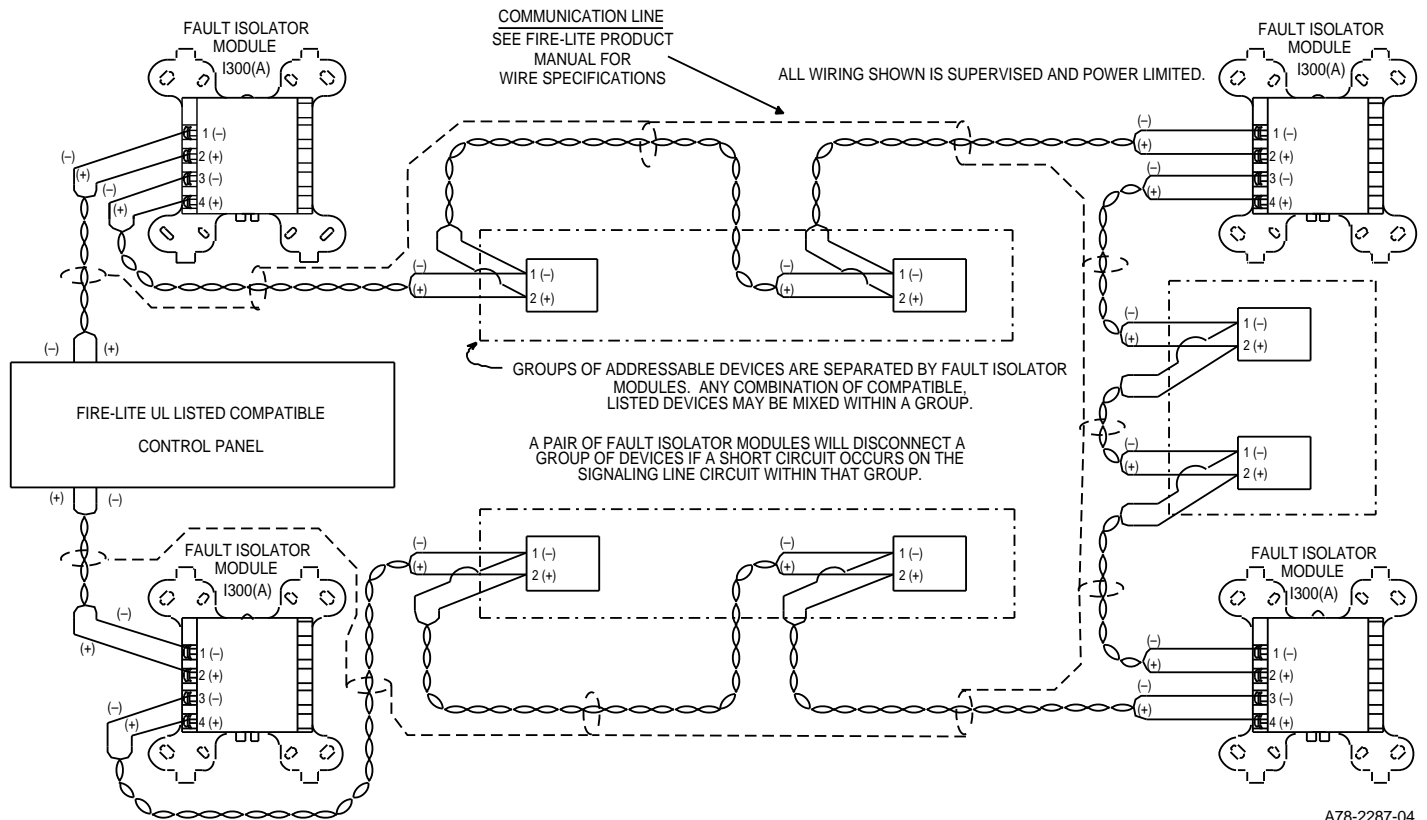 COMMUNICATION LINE
SEE FIRE-LITE PRODUCT
MANUAL FOR
WIRE SPECIFICATIONS
ALL WIRING SHOWN IS SUPERVISED AND POWER LIMITED.
FAULT ISOLATOR
MODULE
I300(A)
1 (–)
2 (+)
3 (–)
4 (+)
(–)
(+)
(–)
(+)
FAULT ISOLATOR
MODULE
I300(A)
(–)
(+)
(–)
(+)
1 (–)
2 (+)
3 (–)
4 (+)
(–)
(+)
1 (–)
2 (+)
(–)
(+)
1 (–)
2 (+)
(–)
(+)
1 (–)
2 (+)
(–)
(+)
1 (–)
2 (+)
(–)
(+)
FIRE-LITE UL LISTED COMPATIBLE
CONTROL PANEL
(+)
(–)
GROUPS OF ADDRESSABLE DEVICES ARE SEPARATED BY FAULT ISOLATOR
MODULES. ANY COMBINATION OF COMPATIBLE,
LISTED DEVICES MAY BE MIXED WITHIN A GROUP.
A PAIR OF FAULT ISOLATOR MODULES WILL DISCONNECT A
GROUP OF DEVICES IF A SHORT CIRCUIT OCCURS ON THE
SIGNALING LINE CIRCUIT WITHIN THAT GROUP.
FAULT ISOLATOR
MODULE
I300(A)
(–)
(+)
1 (–)
2 (+)
3 (–)
4 (+)
(–)
(+)
(–)
(+)
1 (–)
2 (+)
(–)
(+)
1 (–)
2 (+)
FAULT ISOLATOR
MODULE
I300(A)
(–)
(+)
(–)
(+)
1 (–)
2 (+)
3 (–)
4 (+)
A78-2287-04